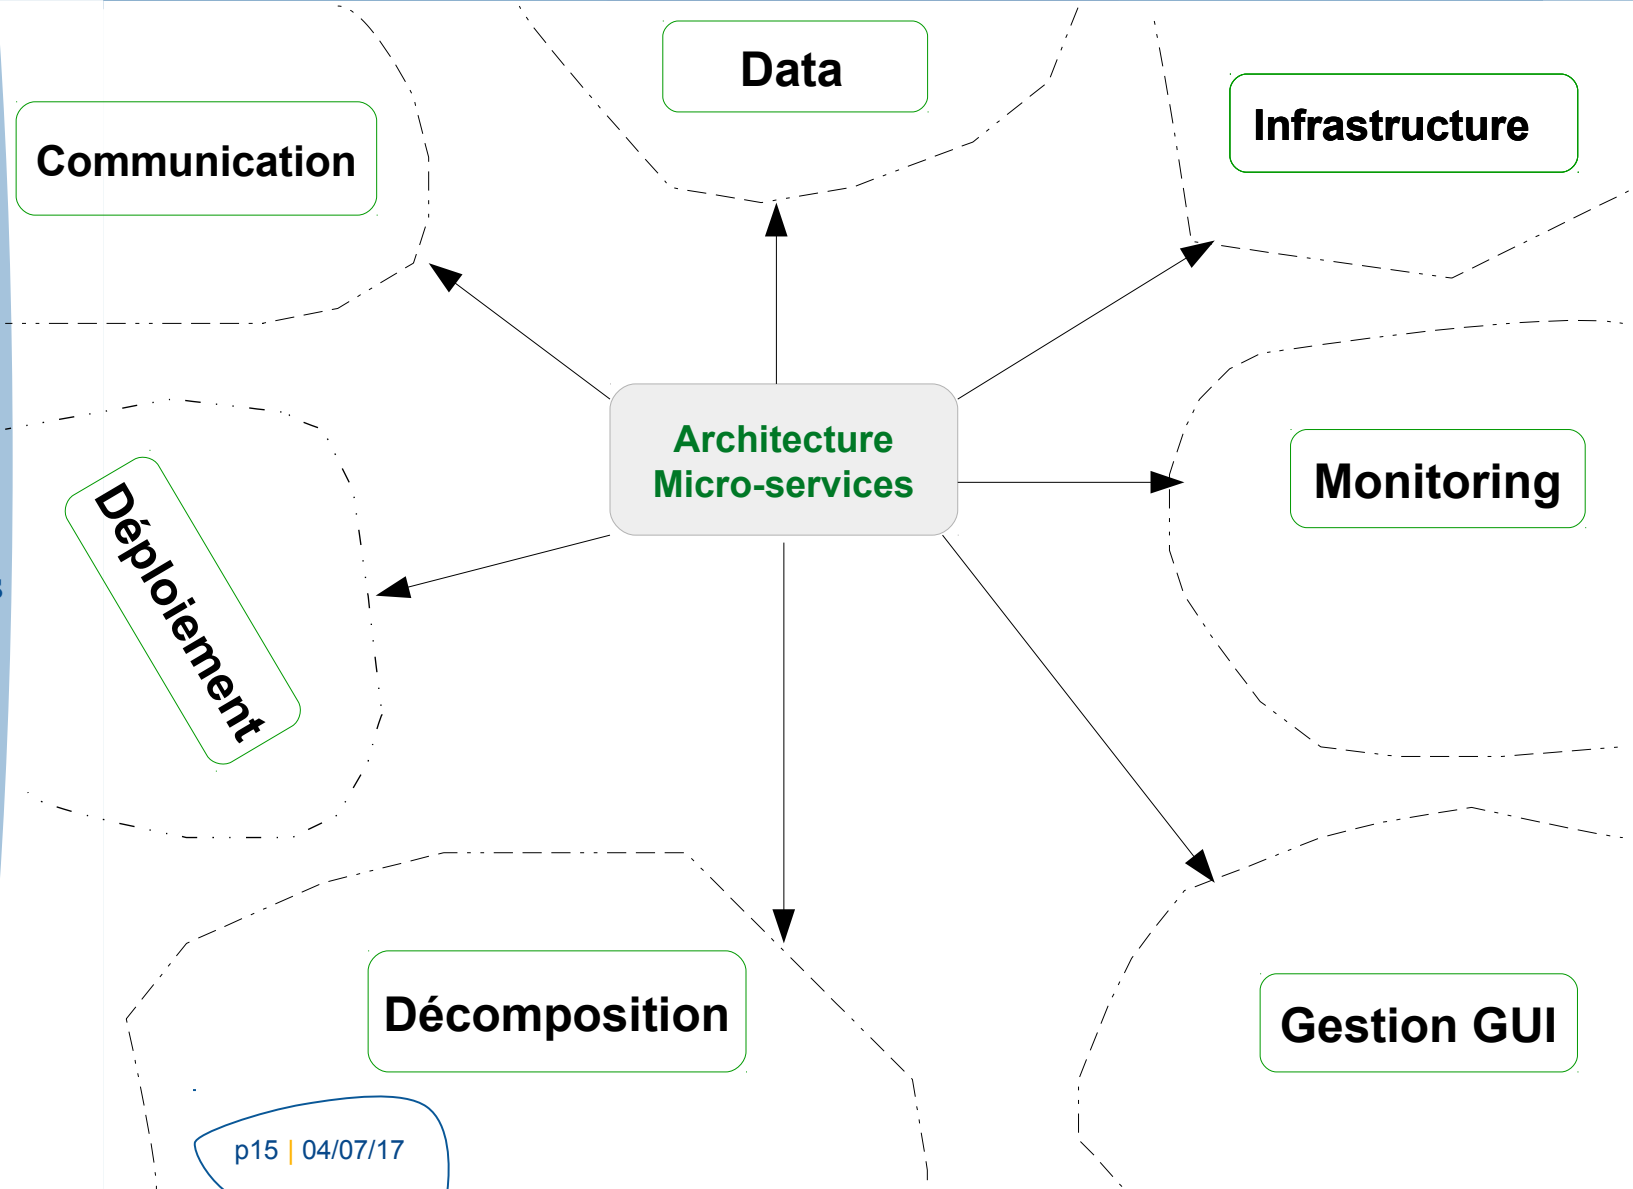 Data
Infrastructure
Communication
Architecture
Micro-services
Monitoring
Déploiement
Décomposition
Gestion GUI
p15 | 04/07/17